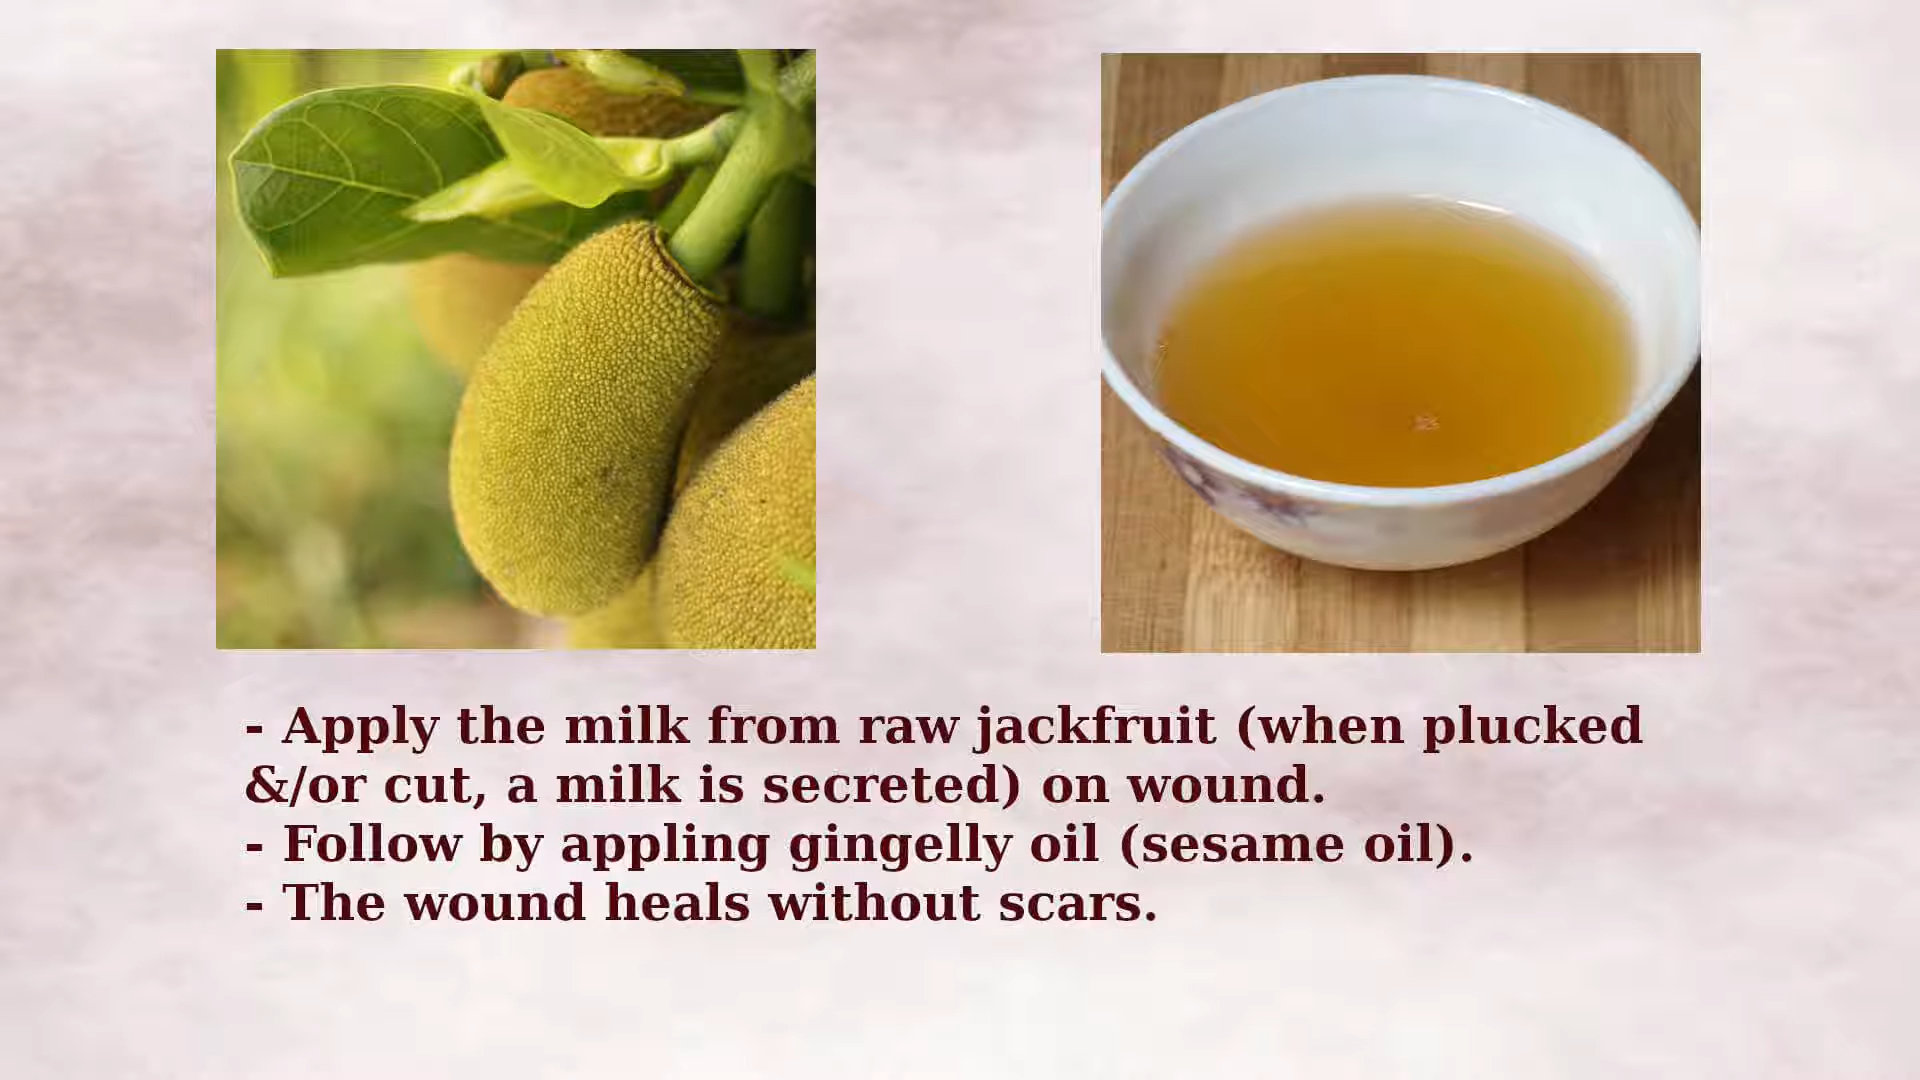 - Apply the milk from raw jackfruit (when plucked
&/or cut, a milk is secreted) on wound.
- Follow by appling gingelly oil (sesame oil).
- The wound heals without scars.